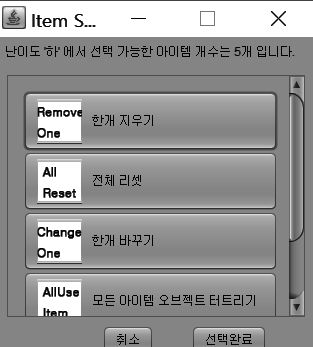 Item S...
난이도 '하' 에서 선택 가능한 아이템 개수는 5개 입니다.
Remove
One
한개 지우기
All
Reset
전체 리셋
Change
One
한개 바꾸기
AllUse
Item
모든 아이템 오브젝트 터트리기
취소
선택완료